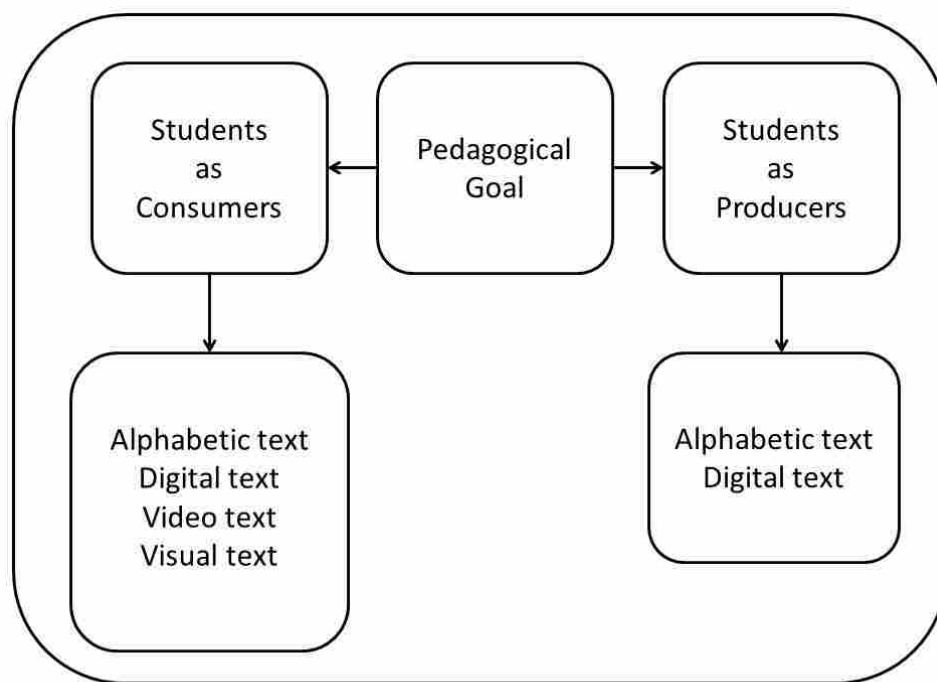 Students
as
Consumers
Pedagogical
Goal
Students
as
Producers
Alphabetic text
Digital text
Video text
Visual text
Alphabetic text
Digital text